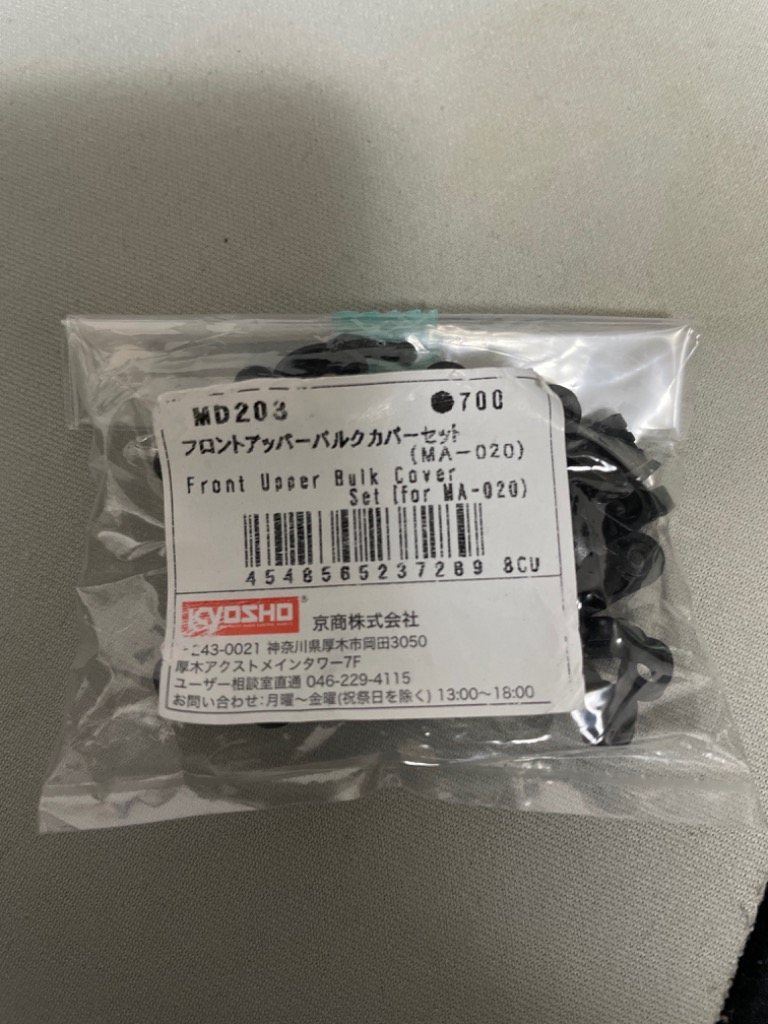 MD203 ●700
フロントアッパーバルクカバーセット
(MA-020)
Front Upper Bulk Cover
Set (for MA-020)
4548565237289 8CU
KYOSHO® 京商株式会社
243-0021 神奈川県厚木市岡田3050
厚木アクストメインタワー7F
ユーザー相談室直通 046-229-4115
お問い合わせ:月曜〜金曜(祝祭日を除く) 13:00〜18:00